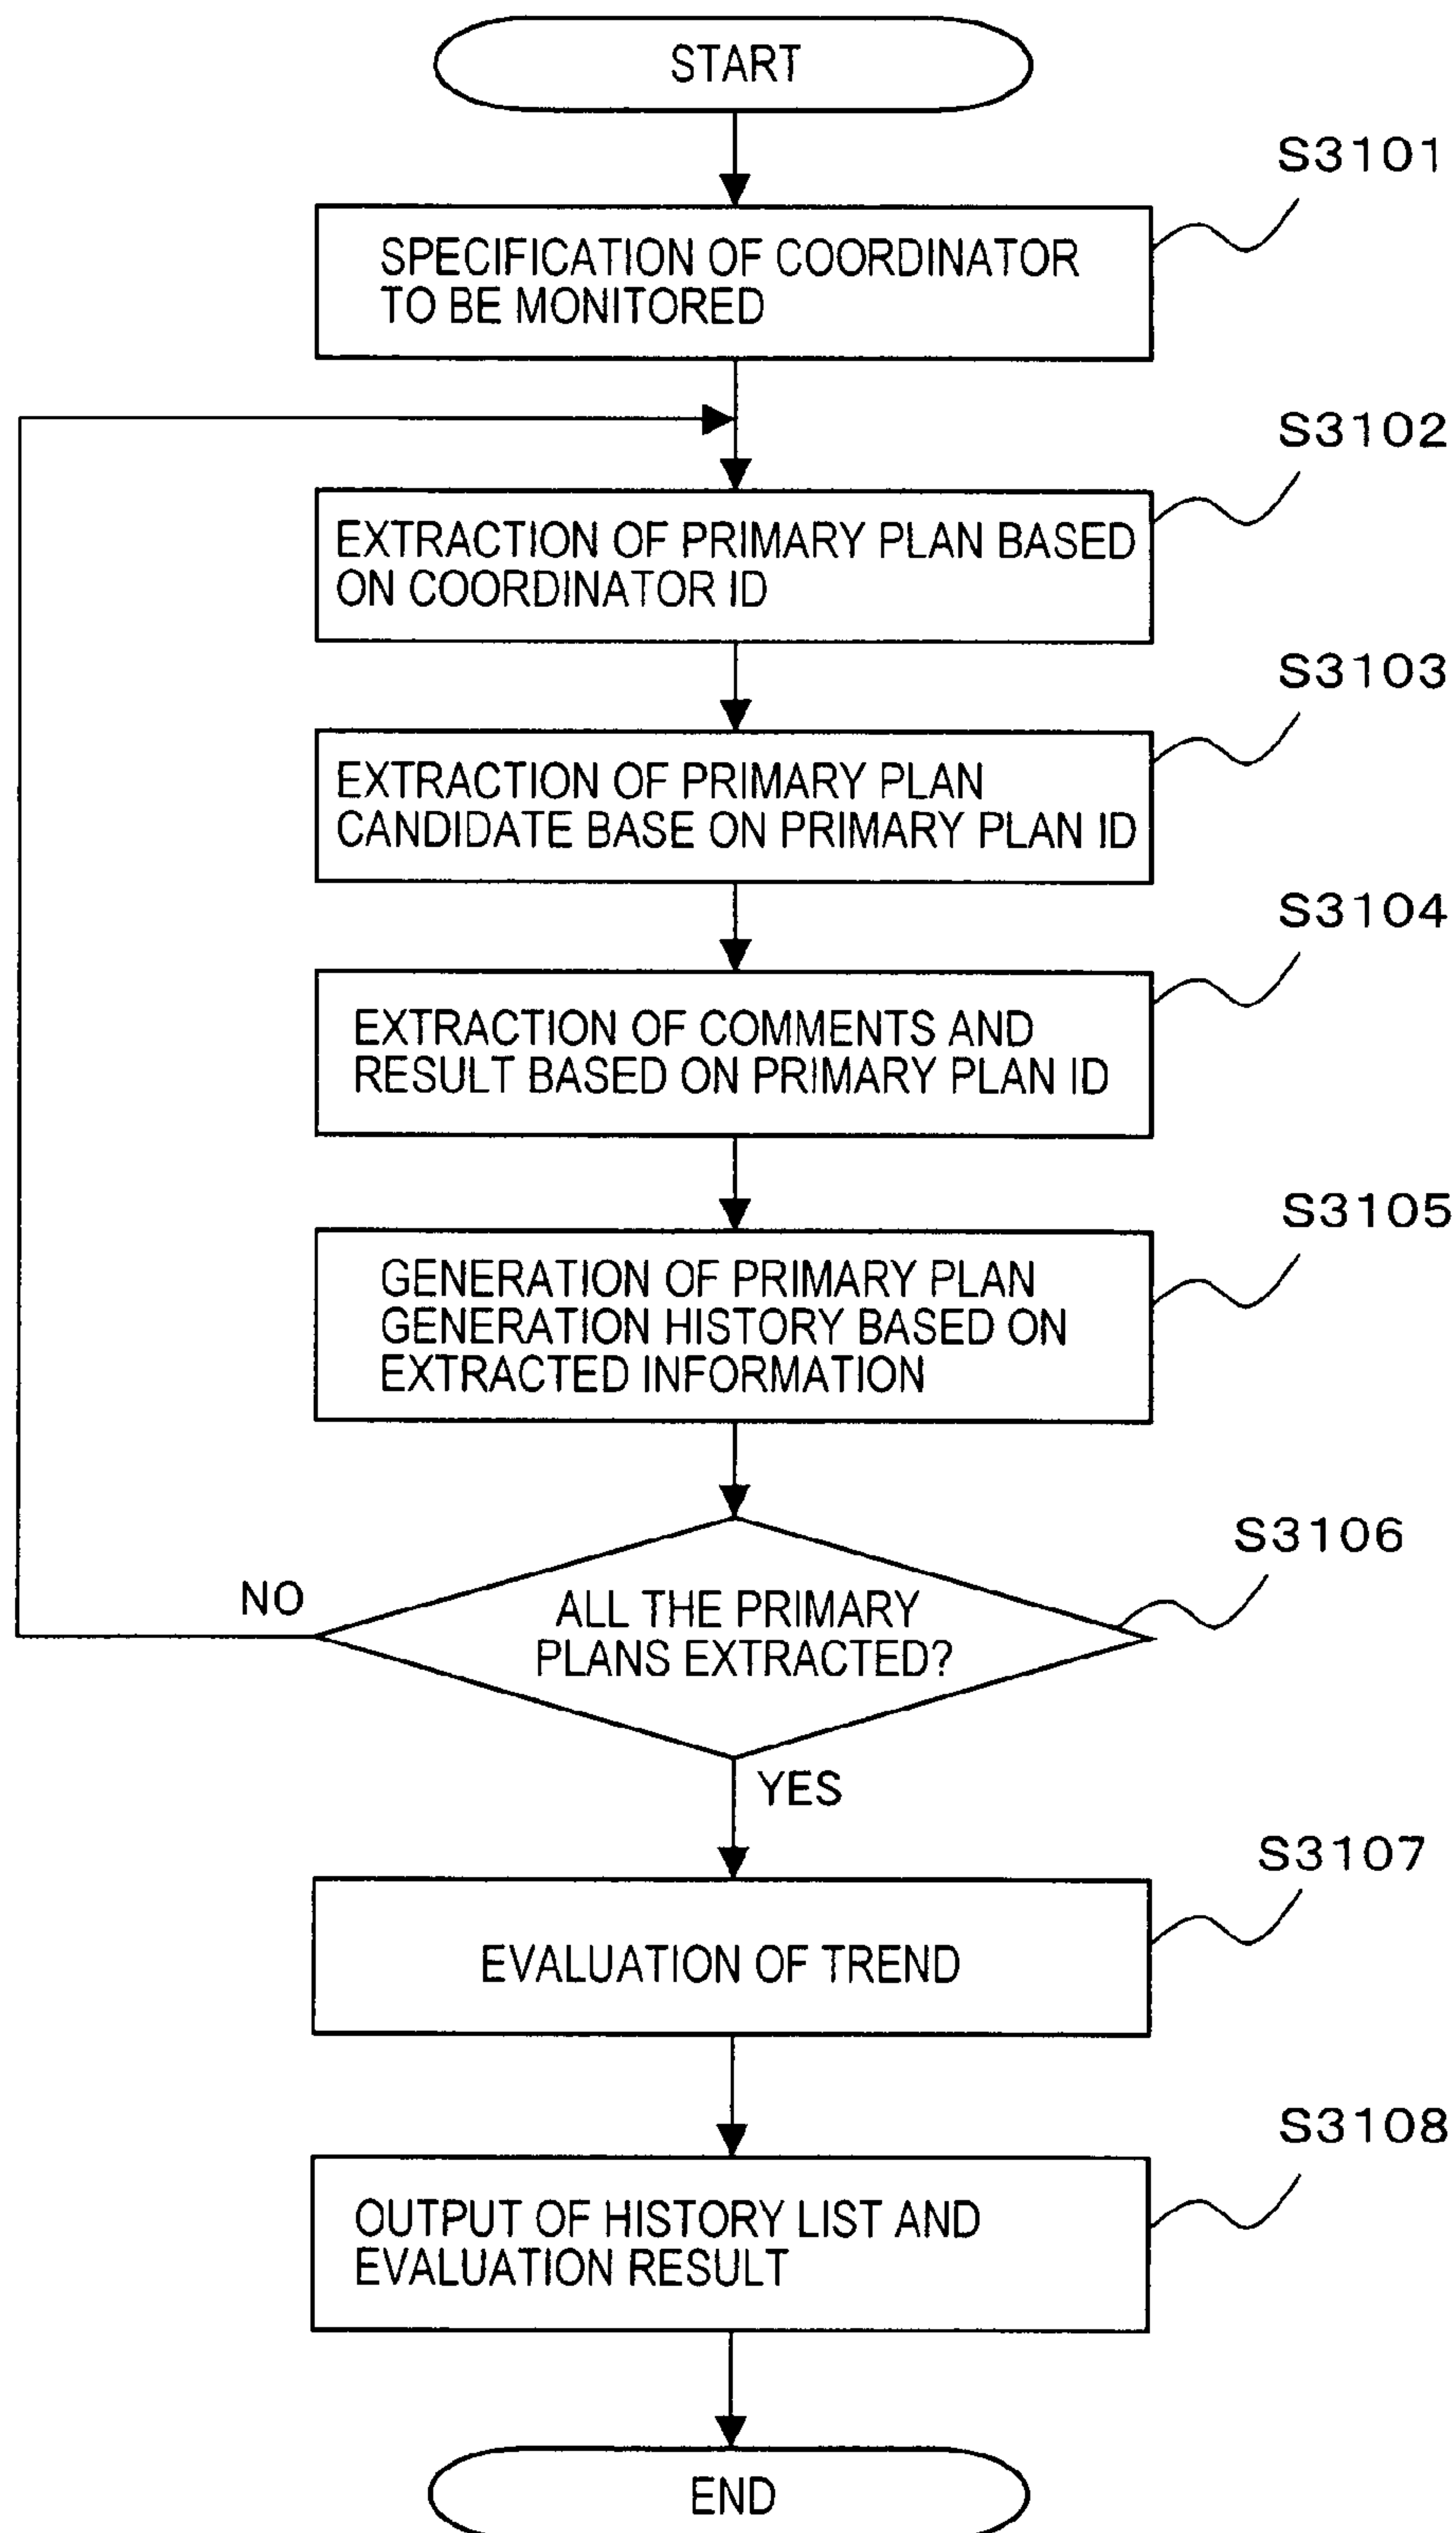 START
S3101
SPECIFICATION OF COORDINATOR
TO BE MONITORED
S3102
EXTRACTION OF PRIMARY PLAN BASED
ON COORDINATOR ID
S3103
EXTRACTION OF PRIMARY PLAN
CANDIDATE BASE ON PRIMARY PLAN ID
S3104
EXTRACTION OF COMMENTS AND
RESULT BASED ON PRIMARY PLAN ID
S3105
GENERATION OF PRIMARY PLAN
GENERATION HISTORY BASED ON
EXTRACTED INFORMATION
S3106
NO
ALL THE PRIMARY
PLANS EXTRACTED?
YES
S3107
EVALUATION OF TREND
S3108
OUTPUT OF HISTORY LIST AND
EVALUATION RESULT
END